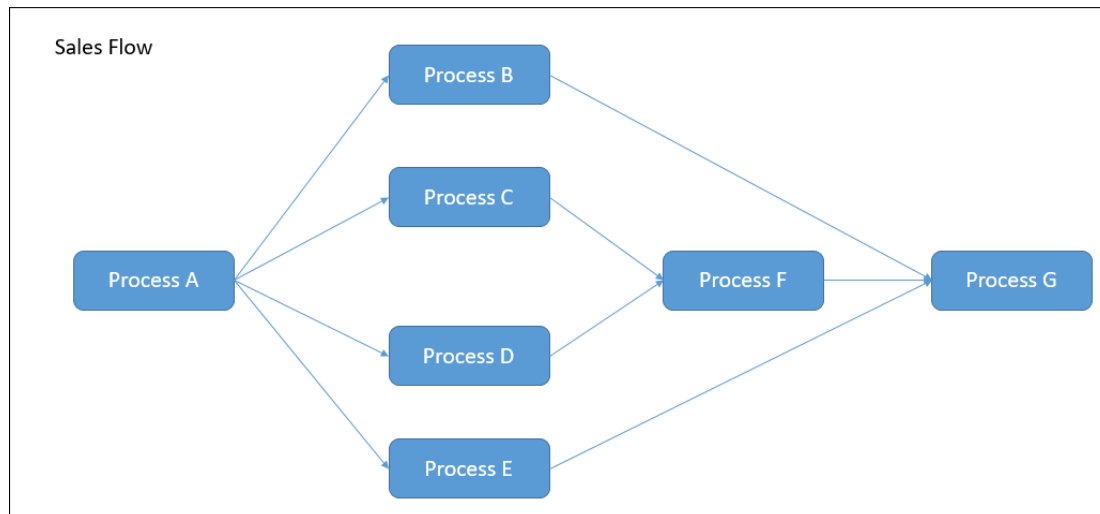 Sales Flow
Process B
Process C
Process A
Process F
Process G
Process D
Process E